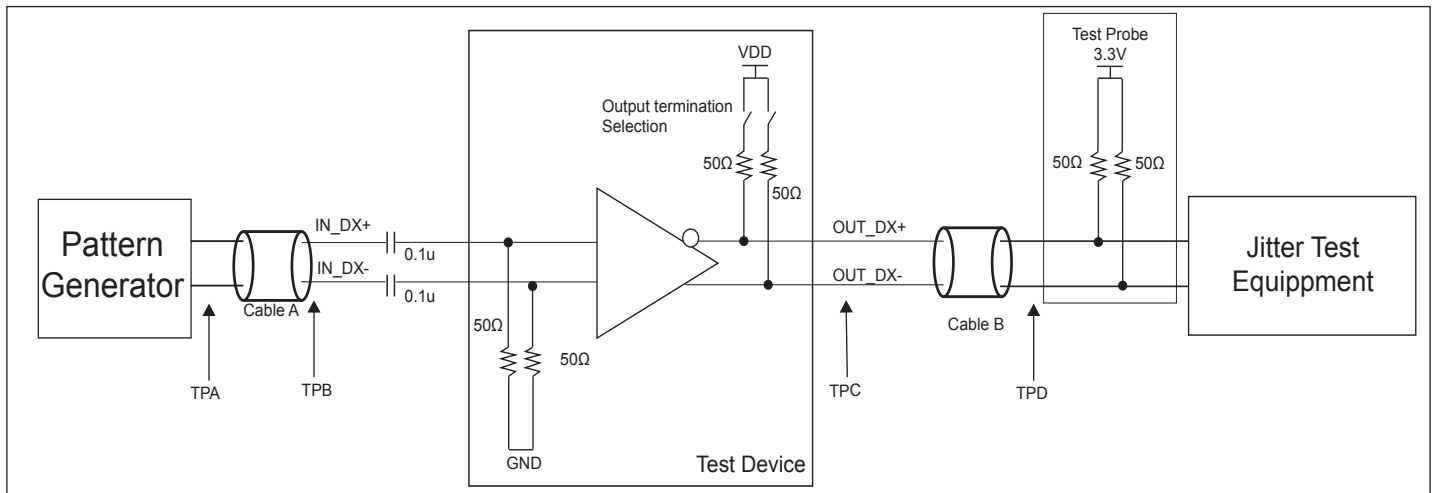 Test Probe
3.3V
VDD
Output termination
Selection
50Ω
50Ω
50Ω
50Ω
Pattern
Generator
IN_DX+
0.1u
IN_DX-
0.1u
Cable A
OUT_DX+
OUT_DX-
Cable B
Jitter Test
Equippment
50Ω
50Ω
TPA
TPB
TPC
TPD
GND
Test Device